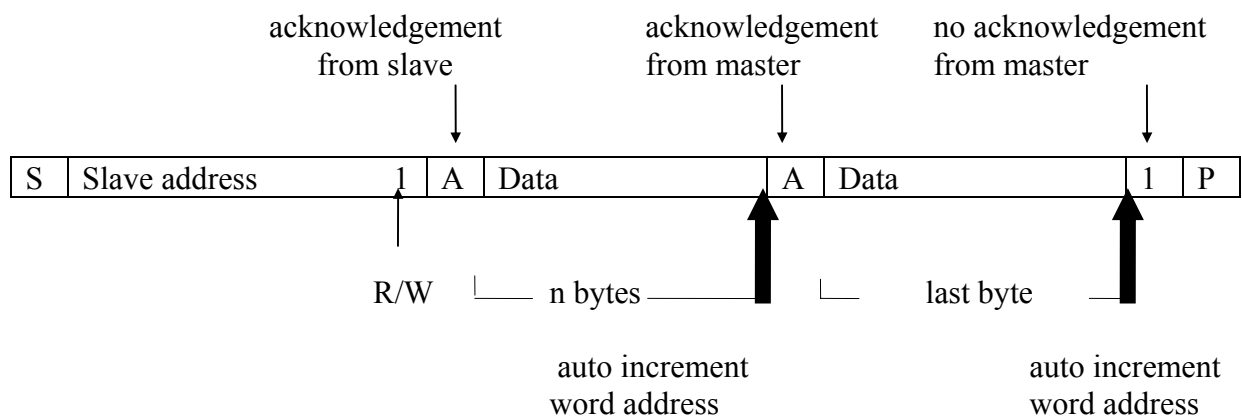 acknowledgement acknowledgement no acknowledgement
from slave from master from master
S Slave address 1 A Data A Data 1 P
R/W n bytes last byte
auto increment auto increment
word address word address